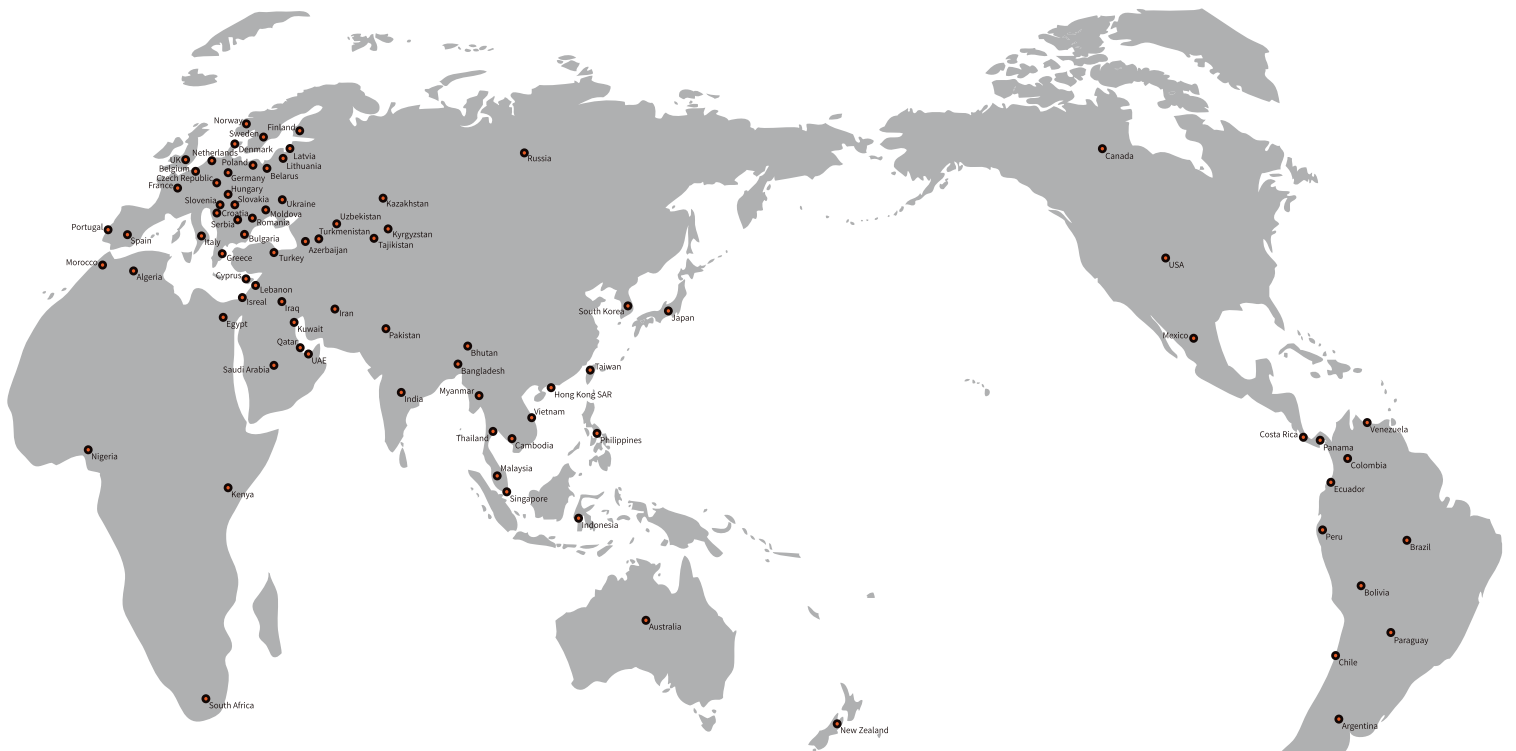 Norway
Sweden
Finland
Denmark
Netherlands
Latvia
UK
Poland
Lithuania
Belgium
Belarus
Czech Republic
Germany
France
Hungary
Slovenia
Slovakia
Ukraine
Croatia
Moldova
Serbia
Romania
Portugal
Spain
Italy
Bulgaria
Greece
Turkey
Azerbaijan
Turkmenistan
Uzbekistan
Kazakhstan
Kyrgyzstan
Tajikistan
Russia
Morocco
Algeria
Cyprus
Lebanon
Isreal
Iraq
Iran
Egypt
Kuwait
Qatar
UAE
Saudi Arabia
Pakistan
India
Bhutan
Bangladesh
Myanmar
South Korea
Japan
Taiwan
Hong Kong SAR
Vietnam
Thailand
Cambodia
Philippines
Malaysia
Singapore
Indonesia
Nigeria
Kenya
South Africa
Australia
New Zealand
Canada
USA
Mexico
Costa Rica
Panama
Venezuela
Colombia
Ecuador
Peru
Brazil
Bolivia
Paraguay
Chile
Argentina